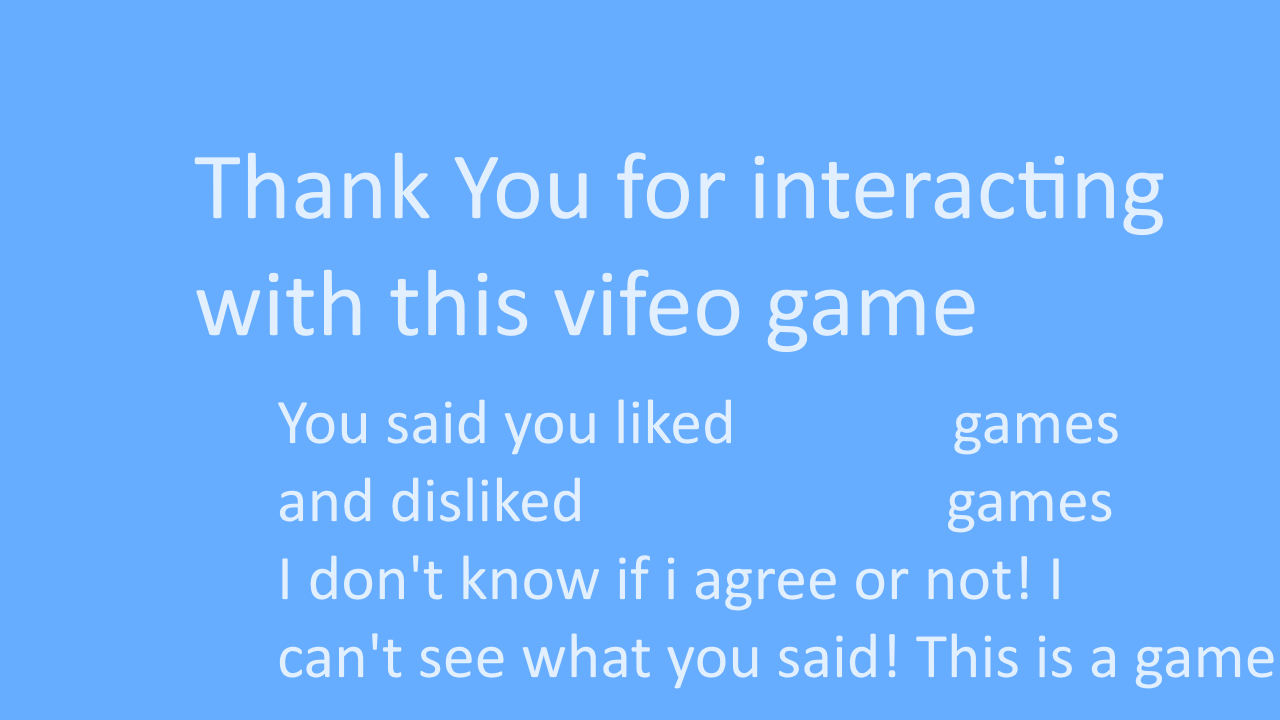 Thank You for interacting
with this vifeo game
You said you liked games
and disliked games
I don't know if i agree or not! I
can't see what you said! This is a game